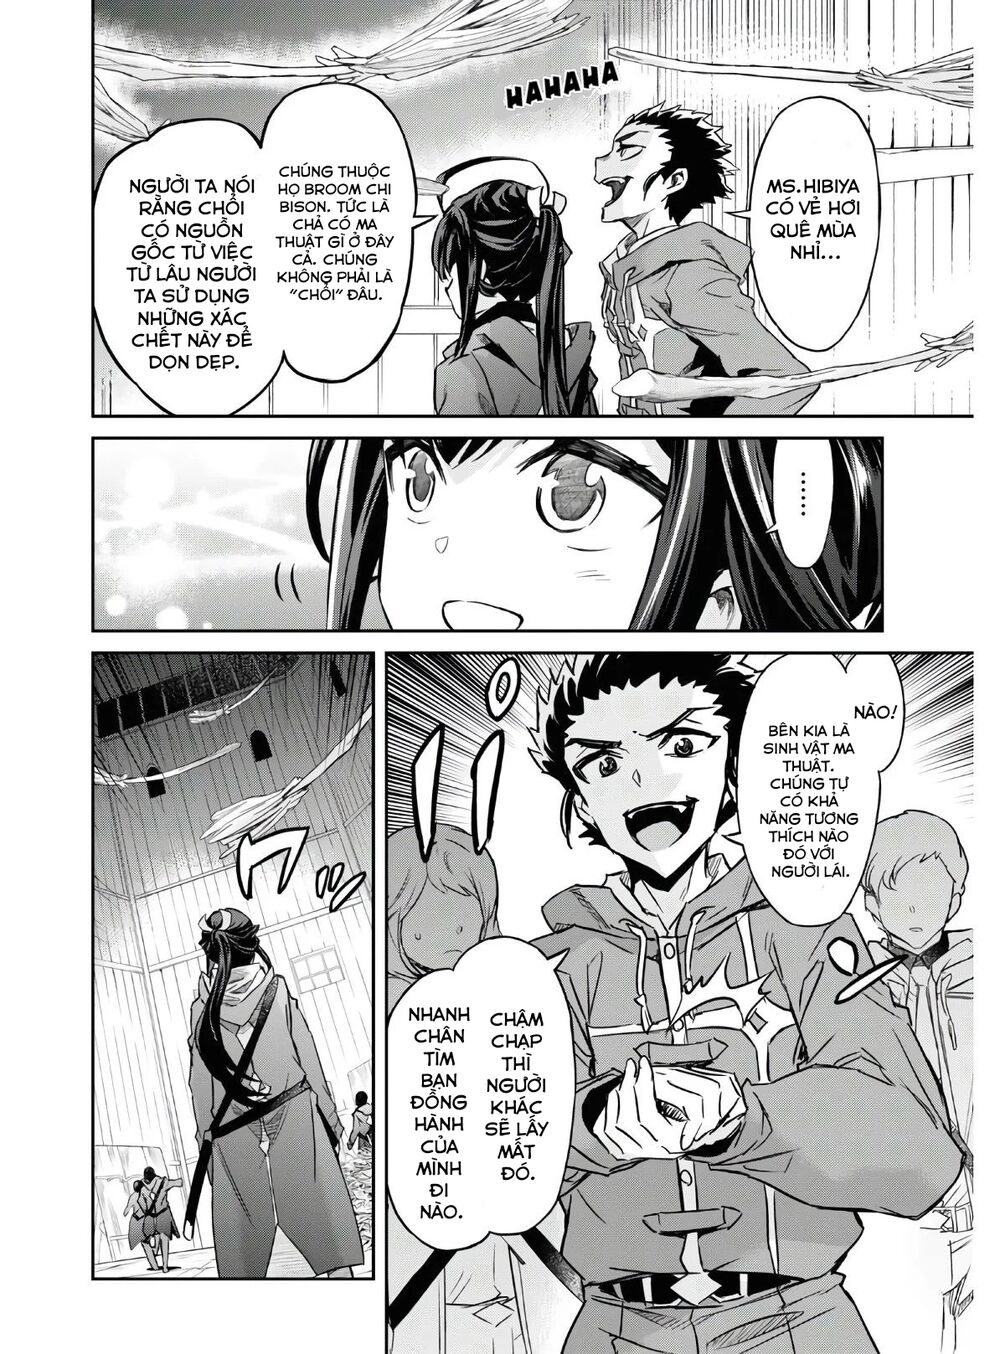 HAHAHA
MS.HIBIYA
CÓ VẺ HƠI
QUÊ MÙA
NHỈ...
CHÚNG THUỘC
HỌ BROOM CHI
BISON. TỨC LÀ
CHẢ CÓ MA
THUẬT GÌ Ở ĐÂY
CẢ. CHÚNG
KHÔNG PHẢI LÀ
"CHỔI" ĐÂU.
NGƯỜI TA NÓI
RẰNG CHỔI
CÓ NGUỒN
GỐC TỪ VIỆC
TỪ LÂU NGƯỜI
TA SỬ DỤNG
NHỮNG XÁC
CHẾT NÀY ĐỂ
DỌN DẸP.
......
NÀO!
BÊN KIA LÀ
SINH VẬT MA
THUẬT.
CHÚNG TỰ
CÓ KHẢ
NĂNG TƯƠNG
THÍCH NÀO
ĐÓ VỚI
NGƯỜI LÁI.
CHẬM
CHẠP THÌ
NGƯỜI
KHÁC
SẼ LẤY
MẤT
ĐÓ.
NHANH
CHÂN TÌM
BẠN ĐỒNG
HÀNH CỦA
MÌNH ĐI
NÀO.